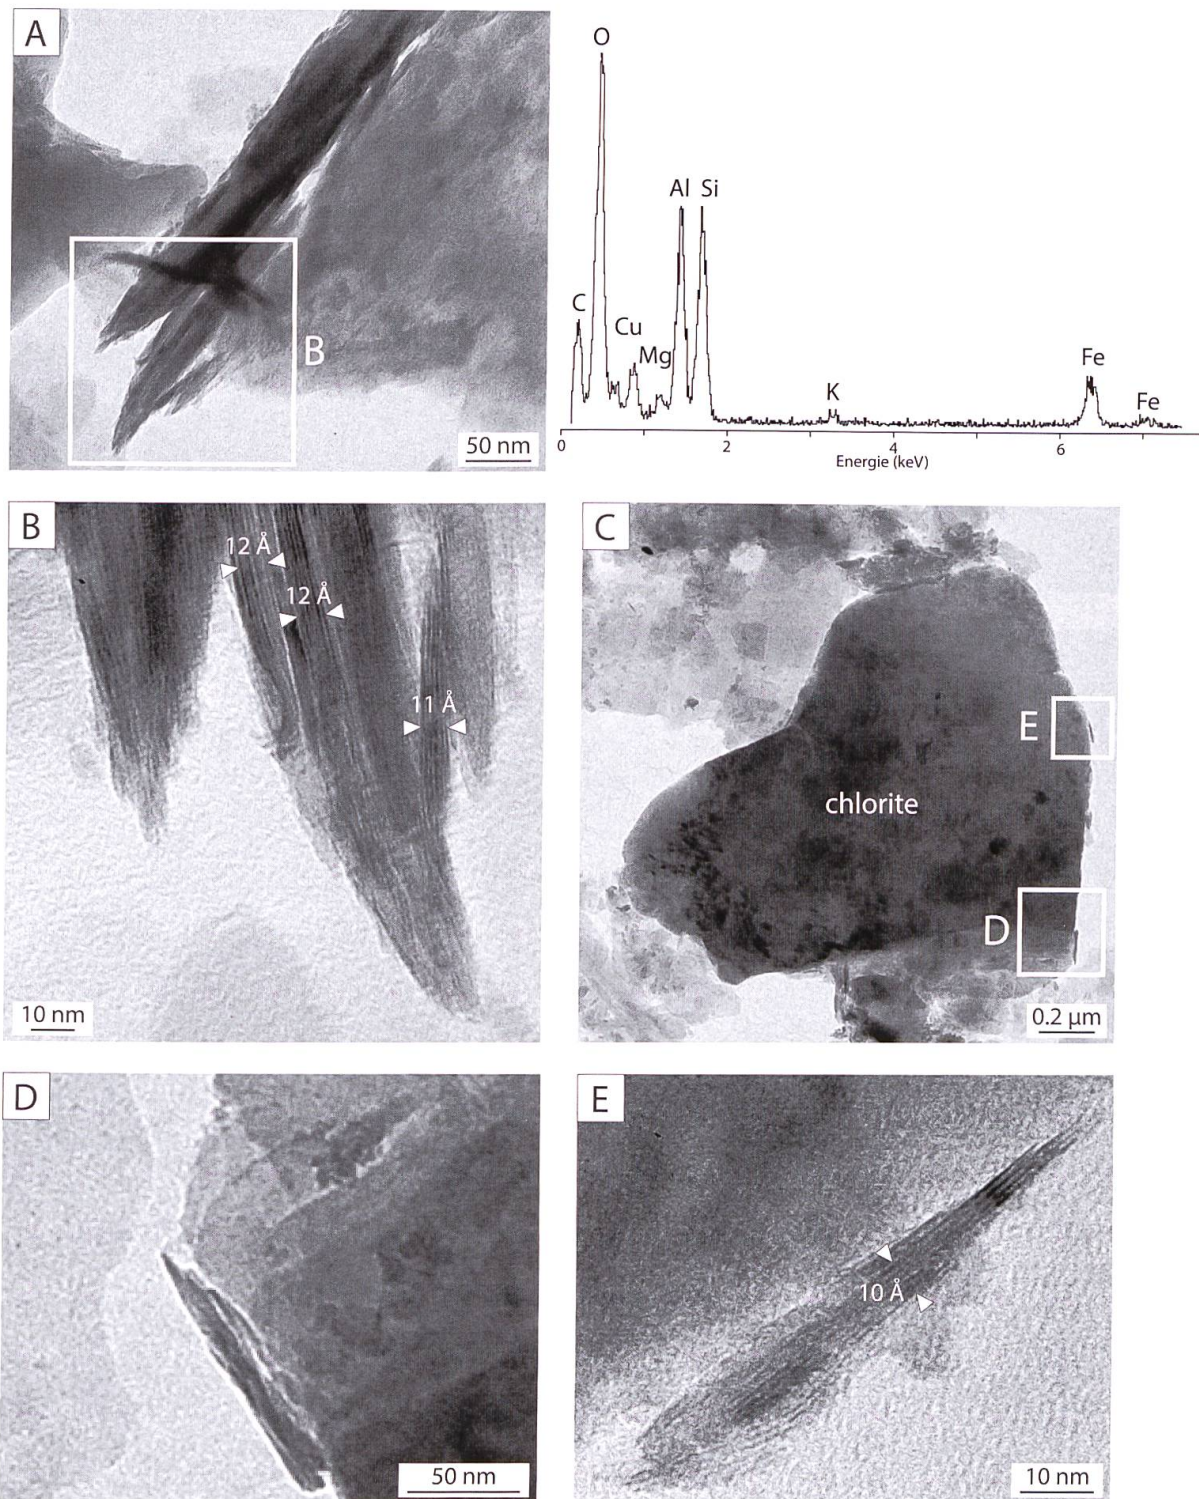 A
B
50 nm
O
Al Si
C
Cu
Mg
K
Fe
Fe
0 2 4 6
Energie (keV)
B
12 Å
12 Å
11 Å
10 nm
C
E
chlorite
D
0.2 µm
D
50 nm
E
10 Å
10 nm